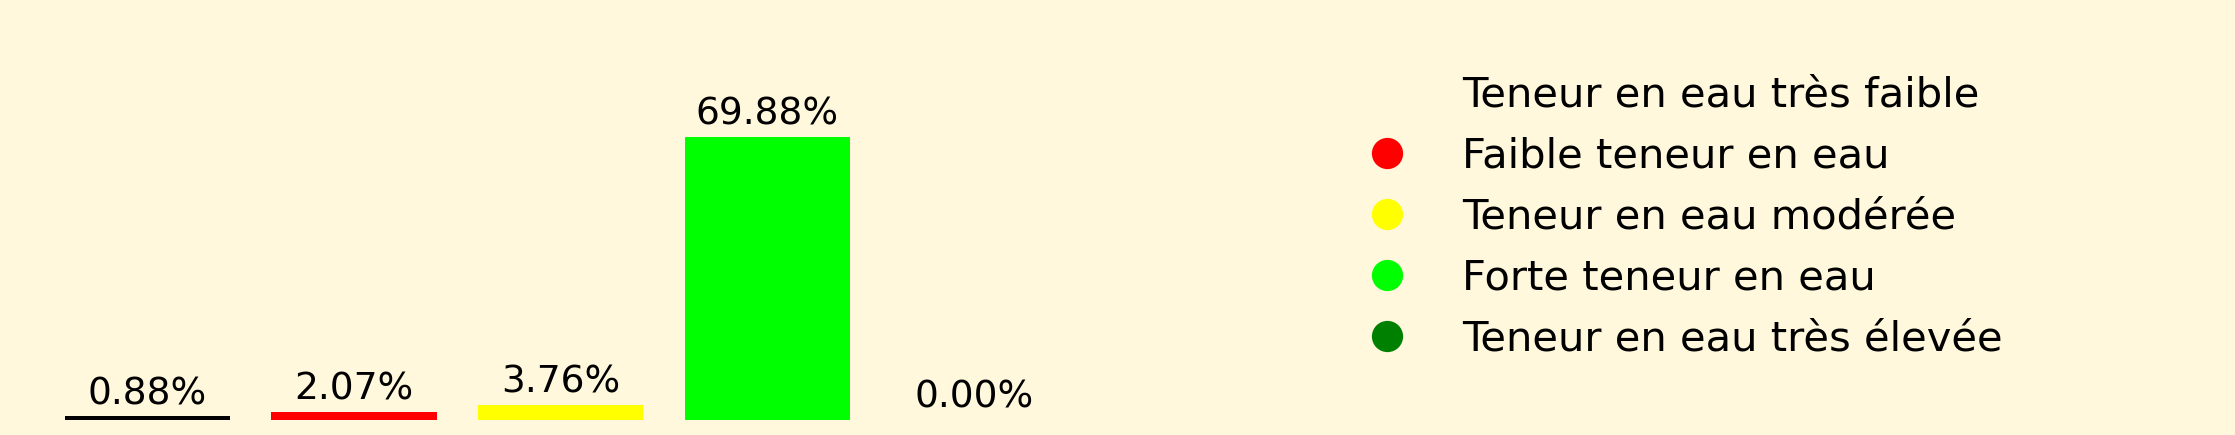 0.88%
2.07%
3.76%
69.88%
0.00%
Teneur en eau très faible
Faible teneur en eau
Teneur en eau modérée
Forte teneur en eau
Teneur en eau très élevée